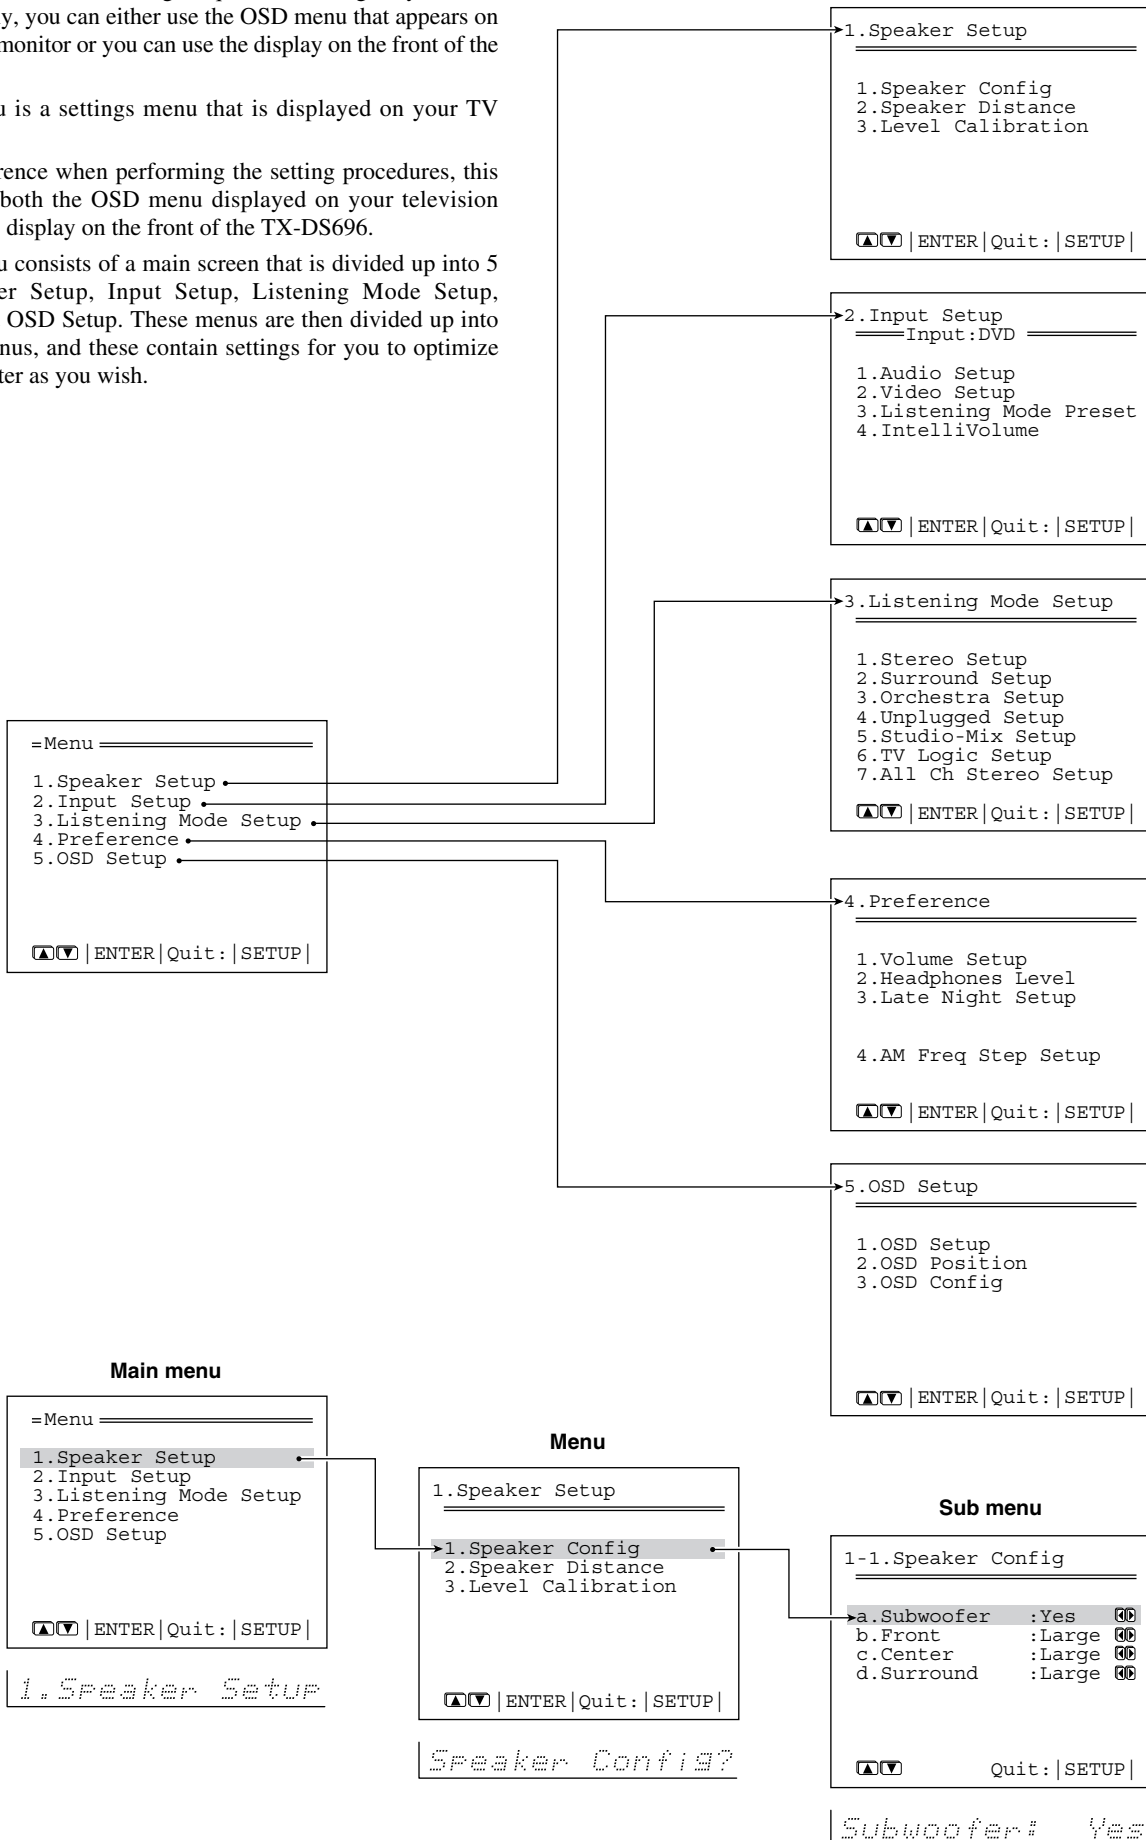 y, you can either use the OSD menu that appears on
monitor or you can use the display on the front of the
u is a settings menu that is displayed on your TV
rence when performing the setting procedures, this
both the OSD menu displayed on your television
display on the front of the TX-DS696.
u consists of a main screen that is divided up into 5
er Setup, Input Setup, Listening Mode Setup,
OSD Setup. These menus are then divided up into
nus, and these contain settings for you to optimize
ter as you wish.
1.Speaker Setup
1.Speaker Config
2.Speaker Distance
3.Level Calibration
▲▼|ENTER|Quit:|SETUP|
2.Input Setup
Input:DVD
1.Audio Setup
2.Video Setup
3.Listening Mode Preset
4.IntelliVolume
▲▼|ENTER|Quit:|SETUP|
3.Listening Mode Setup
1.Stereo Setup
2.Surround Setup
3.Orchestra Setup
4.Unplugged Setup
5.Studio-Mix Setup
6.TV Logic Setup
7.All Ch Stereo Setup
▲▼|ENTER|Quit:|SETUP|
=Menu
1.Speaker Setup
2.Input Setup
3.Listening Mode Setup
4.Preference
5.OSD Setup
▲▼|ENTER|Quit:|SETUP|
4.Preference
1.Volume Setup
2.Headphones Level
3.Late Night Setup
4.AM Freq Step Setup
▲▼|ENTER|Quit:|SETUP|
5.OSD Setup
1.OSD Setup
2.OSD Position
3.OSD Config
▲▼|ENTER|Quit:|SETUP|
Main menu
=Menu
1.Speaker Setup
2.Input Setup
3.Listening Mode Setup
4.Preference
5.OSD Setup
▲▼|ENTER|Quit:|SETUP|
1.Speaker Setup
Menu
1.Speaker Setup
1.Speaker Config
2.Speaker Distance
3.Level Calibration
▲▼|ENTER|Quit:|SETUP|
Speaker Config?
Sub menu
1-1.Speaker Config
a.Subwoofer :Yes ◀▶
b.Front :Large ◀▶
c.Center :Large ◀▶
d.Surround :Large ◀▶
▲▼ Quit:|SETUP|
Subwoofer: Yes